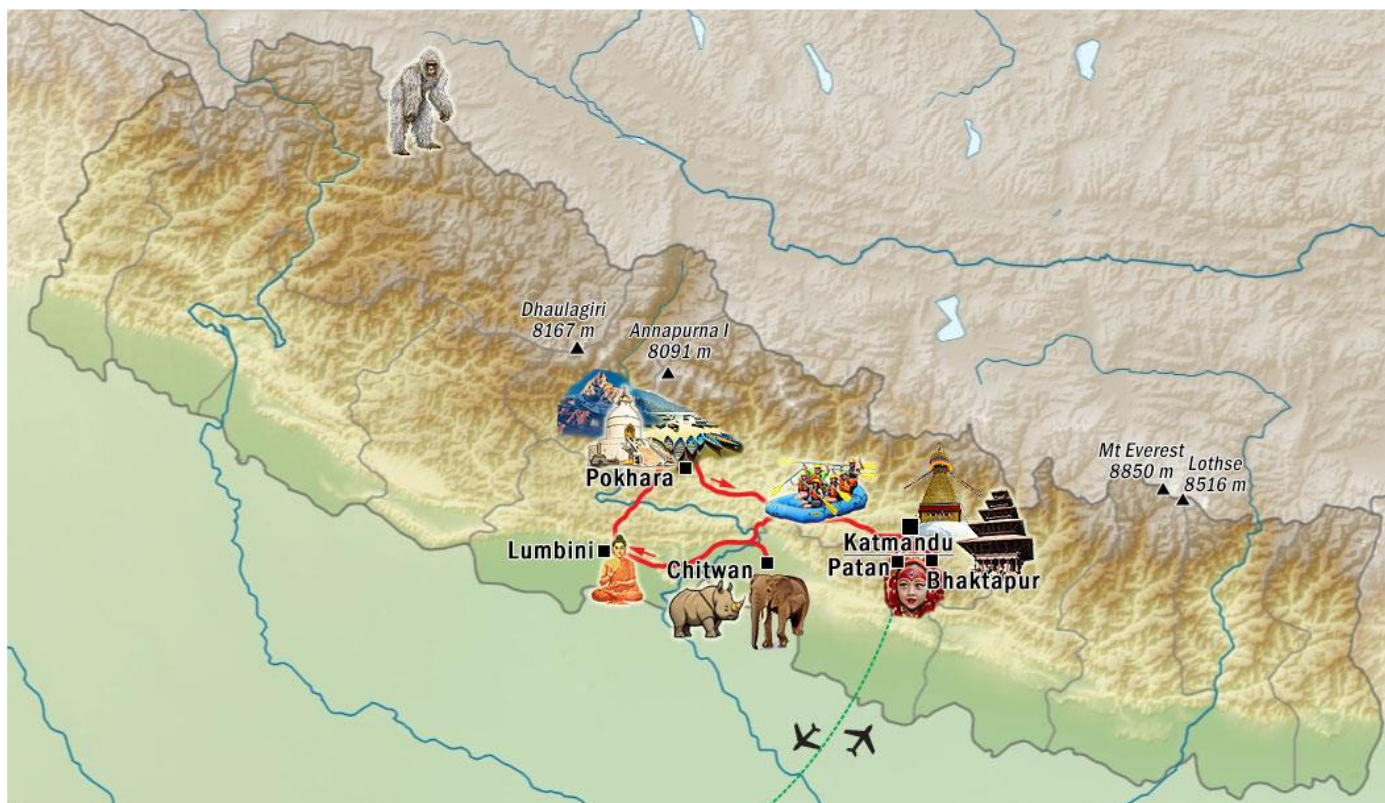 Dhaulagiri
8167 m
Annapurna I
8091 m
Mt Everest
8850 m
Lothse
8516 m
Pokhara
Katmandu
Lumbini
Chitwan
Patan
Bhaktapur